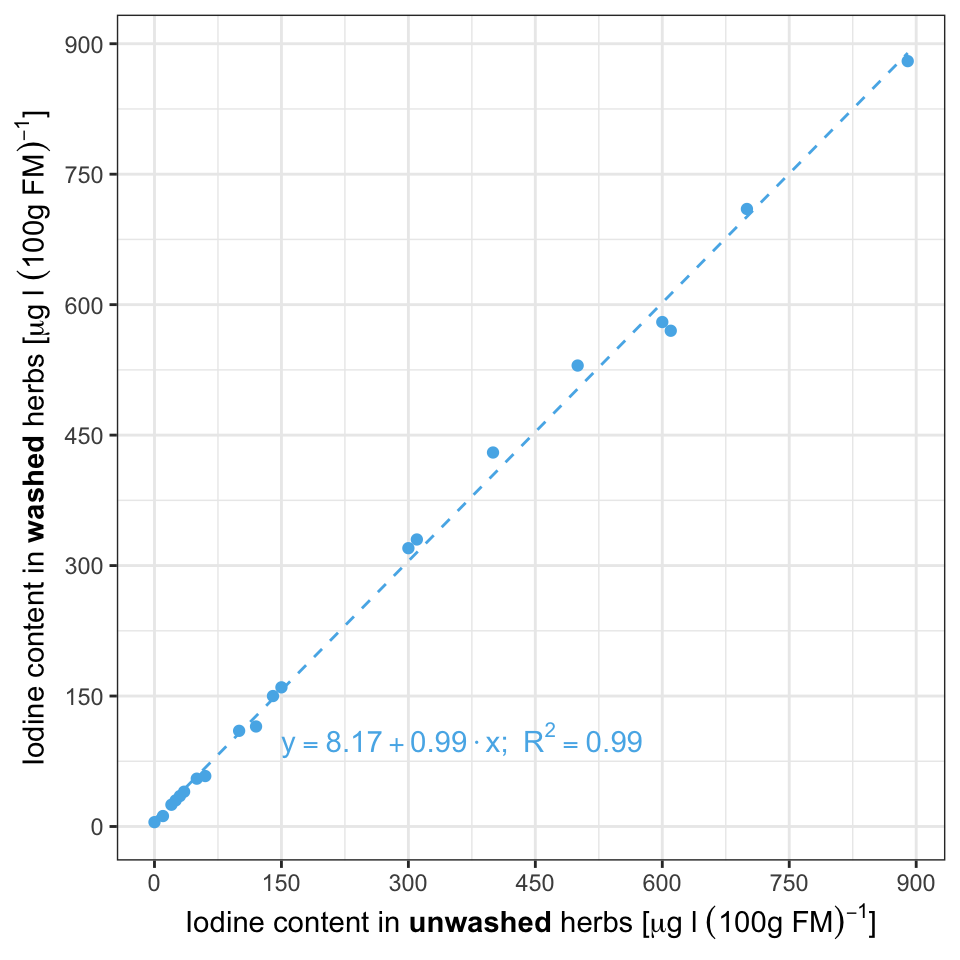 900
750
600
450
300
150
0
Iodine content in washed herbs [μg I (100g FM)⁻¹]
y = 8.17 + 0.99 · x; R² = 0.99
0 150 300 450 600 750 900
Iodine content in unwashed herbs [μg I (100g FM)⁻¹]